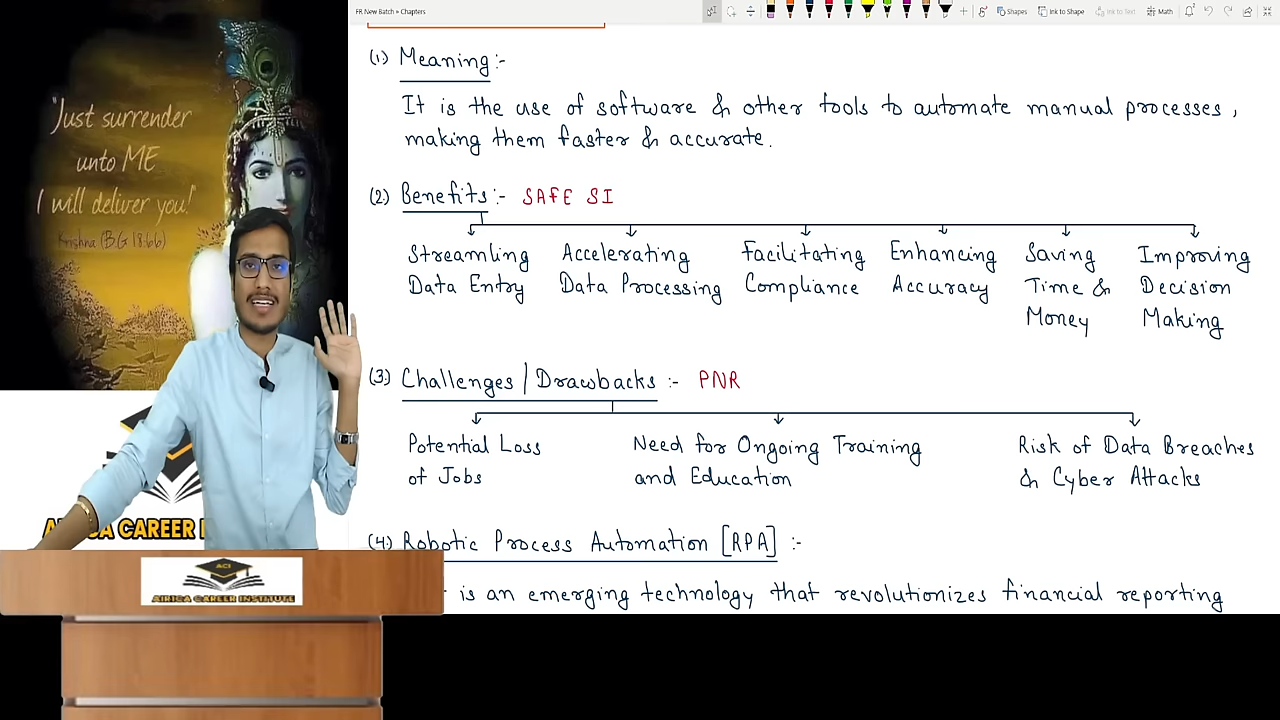 FR New Batch » Chapters
Shapes
Ink to Shape
Ink to Text
Math
"Just surrender
unto ME
I will deliver you!"
Krishna (B.G 18:66)
(1) Meaning :-
It is the use of software & other tools to automate manual processes,
making them faster & accurate.
(2) Benefits :- SAFE SI
Streamling
Data Entry
Accelerating
Data Processing
Facilitating
Compliance
Enhancing
Accuracy
Saving
Time &
Money
Improving
Decision
Making
(3) Challenges / Drawbacks :- PNR
Potential Loss
of Jobs
Need for Ongoing Training
and Education
Risk of Data Breaches
& Cyber Attacks
(4) Robotic Process Automation [RPA] :-
is an emerging technology that revolutionizes financial reporting
CAREER
ACI
AIRICA CAREER INSTITUTE